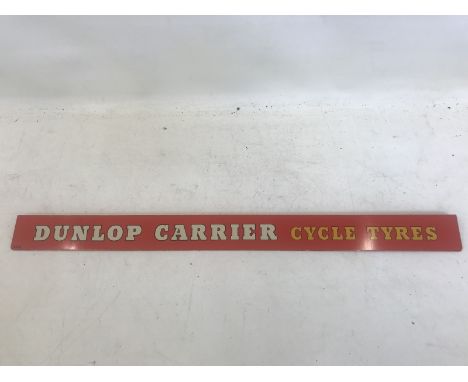 DUNLOP CARRIER CYCLE TYRES